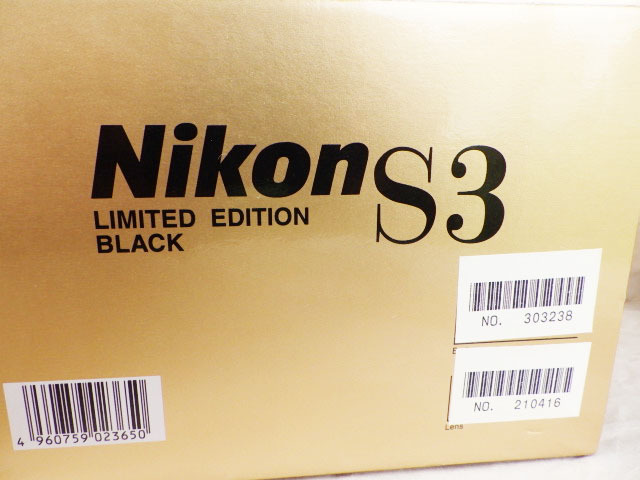 Nikon S3
LIMITED EDITION
BLACK
NO. 303238
NO. 210416
Lens
4 960759 023650